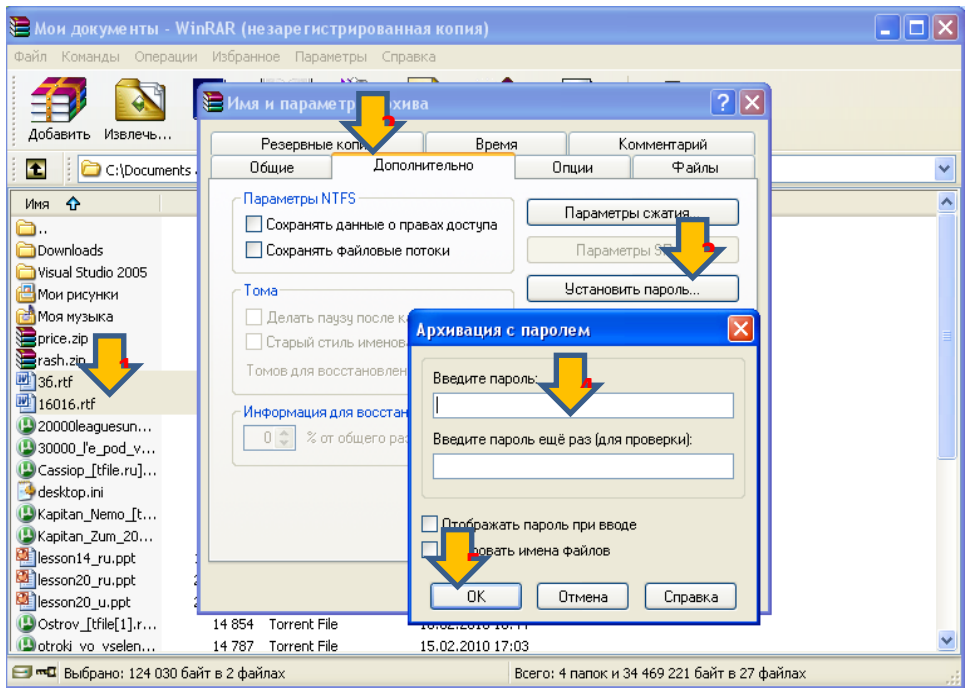 Мои документы - WinRAR (незарегистрированная копия)
Файл Команды Операции Избранное Параметры Справка
Добавить Извлечь...
C:\Documents
Имя
..
Downloads
Visual Studio 2005
Мои рисунки
Моя музыка
price.zip
rash.zip
36.rtf
16016.rtf
20000leaguesun...
30000_l'e_pod_v...
Cassiop_[tfile.ru]...
desktop.ini
Kapitan_Nemo_[t...
Kapitan_Zum_20...
lesson14_ru.ppt
lesson20_ru.ppt
lesson20_u.ppt
Ostrov_[tfile[1].r...
14 854 Torrent File
otroki_vo_vselen...
14 787 Torrent File 15.02.2010 17:03
Выбрано: 124 030 байт в 2 файлах
Всего: 4 папок и 34 469 221 байт в 27 файлах
Имя и параметры архива
Резервные копии Время Комментарий
Общие Дополнительно Опции Файлы
Параметры NTFS
Сохранять данные о правах доступа
Сохранять файловые потоки
Параметры сжатия...
Параметры
Установить пароль...
Тома
Делать паузу после
Старый стиль именов
Томов для восстановлен
Информация для восстан
0 % от общего раз
Архивация с паролем
Введите пароль:
Введите пароль ещё раз (для проверки):
Отображать пароль при вводе
имена файлов
OK Отмена Справка